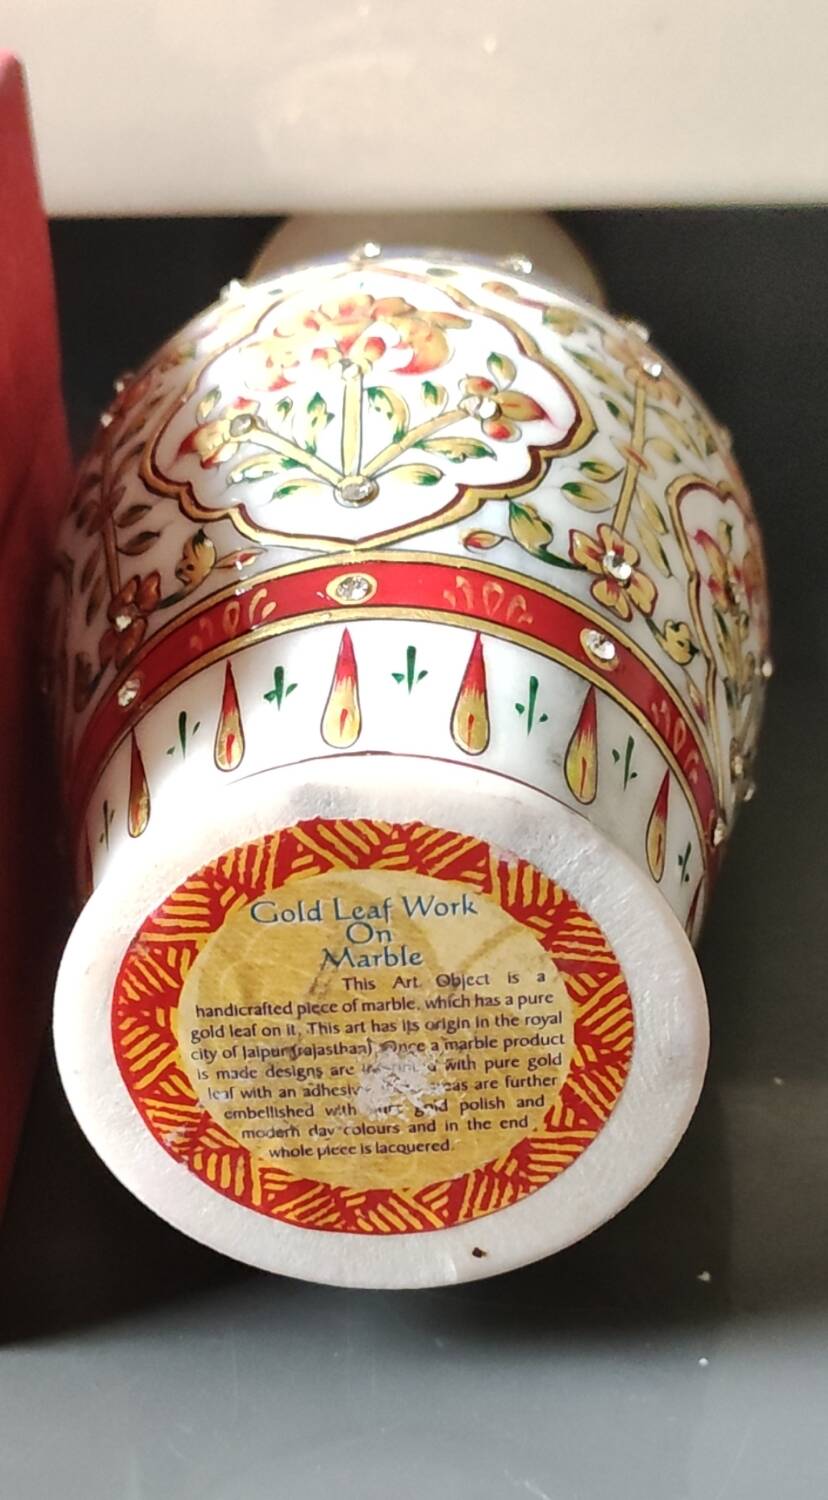 Gold Leaf Work
On
Marble
This Art Object is a
handicrafted piece of marble, which has a pure
gold leaf on it. This art has its origin in the royal
city of Jaipur(rajasthan) Once a marble product
is made designs are with pure gold
leaf with an are further
embellished with gold polish and
modern day colours and in the end
whole piece is lacquered.